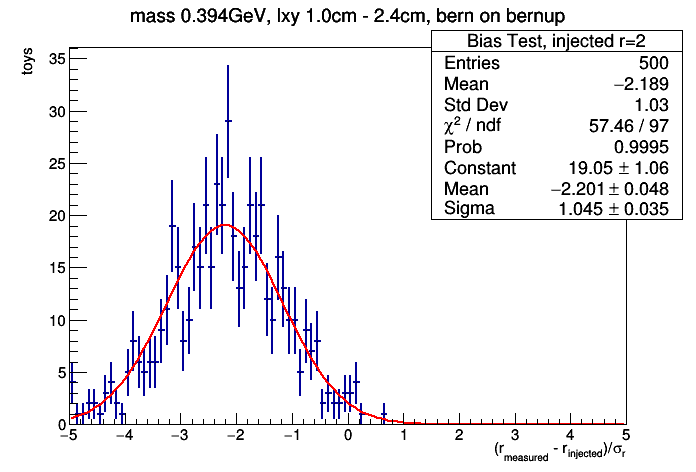 mass 0.394GeV, lxy 1.0cm - 2.4cm, bern on bernup
Bias Test, injected r=2
Entries 500
Mean −2.189
Std Dev 1.03
χ² / ndf 57.46 / 97
Prob 0.9995
Constant 19.05 ± 1.06
Mean −2.201 ± 0.048
Sigma 1.045 ± 0.035
toys
35
30
25
20
15
10
5
0
−5 −4 −3 −2 −1 0 1 2 3 4 5
(r_measured - r_injected)/σ_r